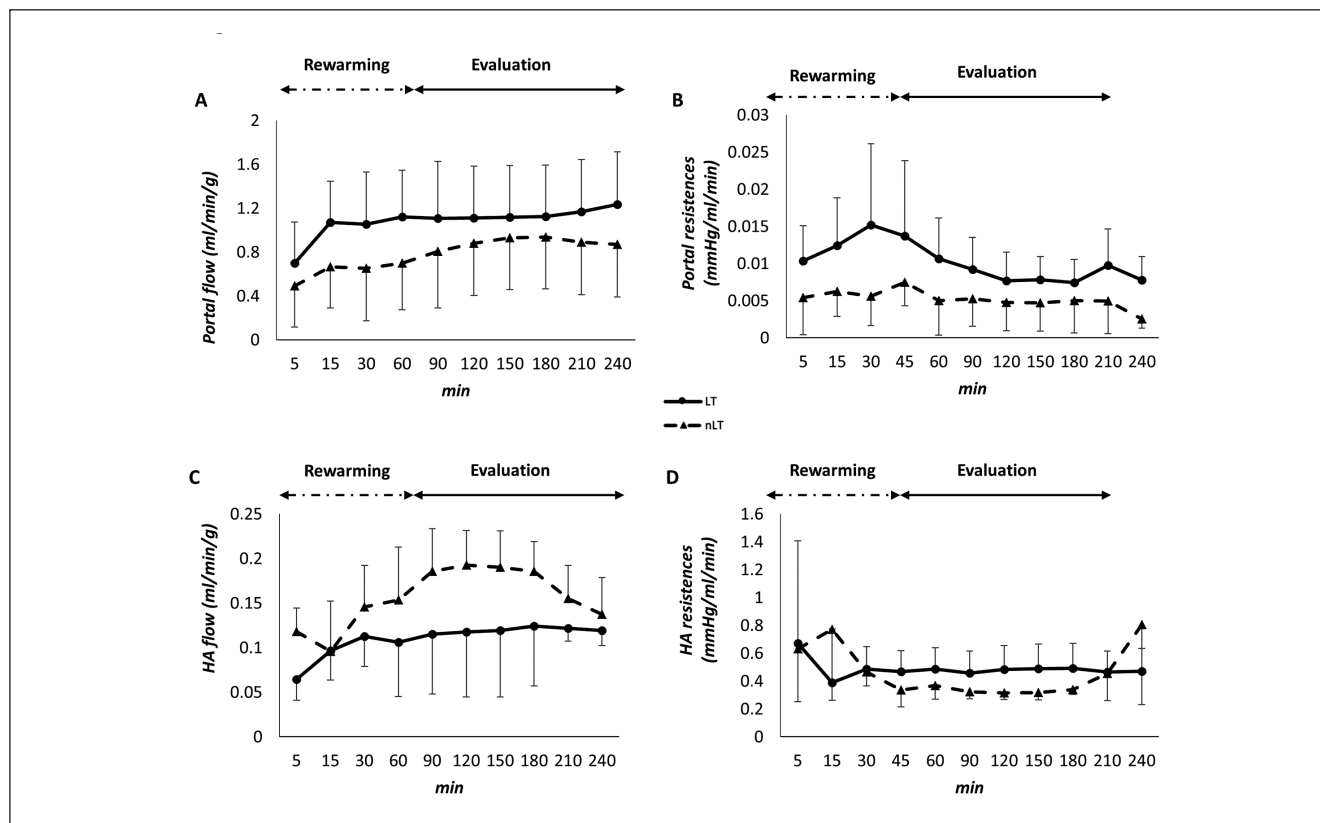 Rewarming
Evaluation
A
Portal flow (ml/min/g)
2
1.6
1.2
0.8
0.4
0
5 15 30 60 90 120 150 180 210 240
min
Rewarming
Evaluation
B
Portal resistences
(mmHg/ml/min)
0.03
0.025
0.02
0.015
0.01
0.005
0
5 15 30 45 60 90 120 150 180 210 240
min
LT
nLT
Rewarming
Evaluation
C
HA flow (ml/min/g)
0.25
0.2
0.15
0.1
0.05
0
5 15 30 60 90 120 150 180 210 240
min
Rewarming
Evaluation
D
HA resistences
(mmHg/ml/min)
1.6
1.4
1.2
1
0.8
0.6
0.4
0.2
0
5 15 30 45 60 90 120 150 180 210 240
min